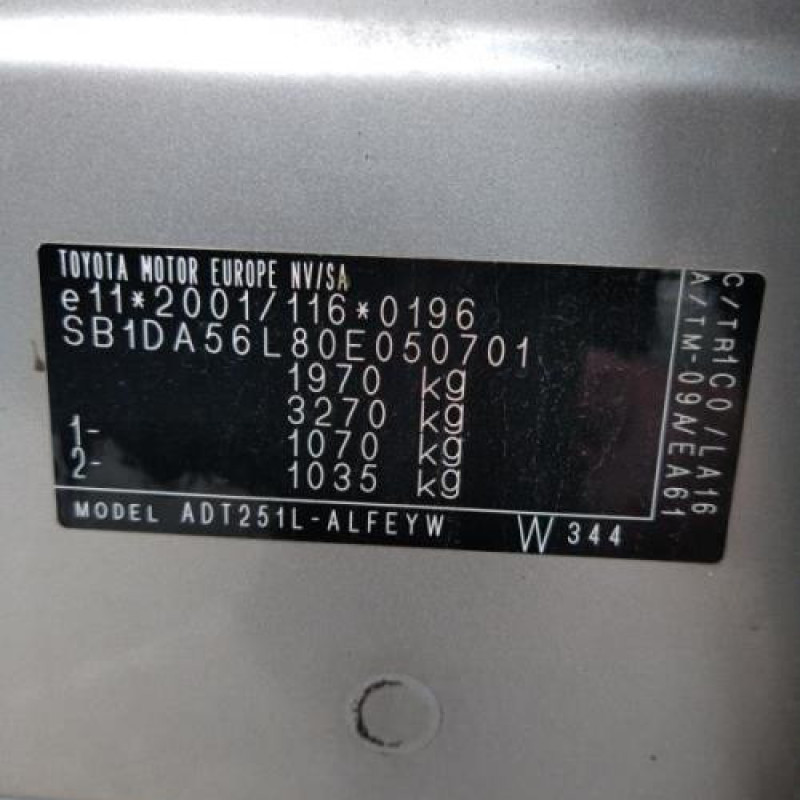 TOYOTA MOTOR EUROPE NV/SA
e11*2001/116*0196
SB1DA56L80E050701
1970 kg
3270 kg
1- 1070 kg
2- 1035 kg
MODEL ADT251L-ALFEYW W 344
C/TR1C0/LA16
A/TM-09A/EA61